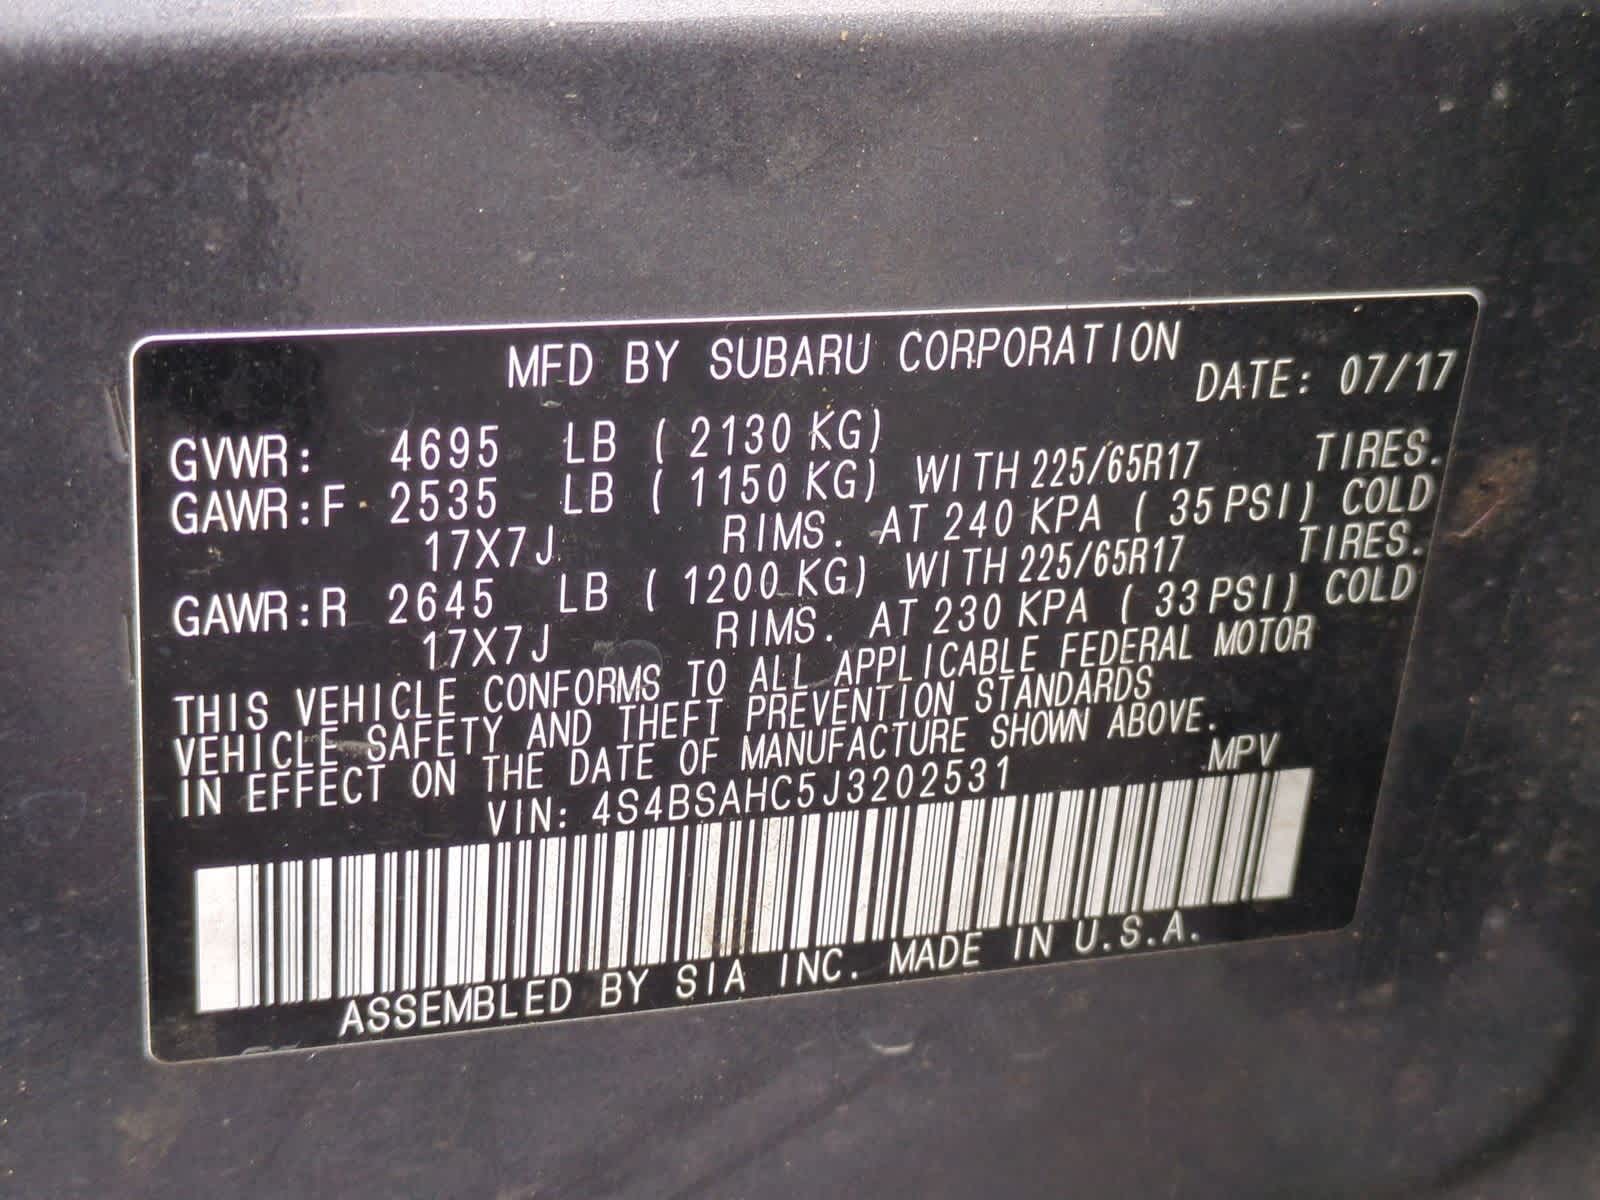 MFD BY SUBARU CORPORATION
DATE: 07/17
GVWR: 4695 LB ( 2130 KG)
GAWR:F 2535 LB ( 1150 KG) WITH 225/65R17 TIRES.
17X7J RIMS. AT 240 KPA ( 35 PSI) COLD
GAWR:R 2645 LB ( 1200 KG) WITH 225/65R17 TIRES.
17X7J RIMS. AT 230 KPA ( 33 PSI) COLD
THIS VEHICLE CONFORMS TO ALL APPLICABLE FEDERAL MOTOR
VEHICLE SAFETY AND THEFT PREVENTION STANDARDS
IN EFFECT ON THE DATE OF MANUFACTURE SHOWN ABOVE.
VIN: 4S4BSAHC5J3202531 MPV
ASSEMBLED BY SIA INC. MADE IN U.S.A.